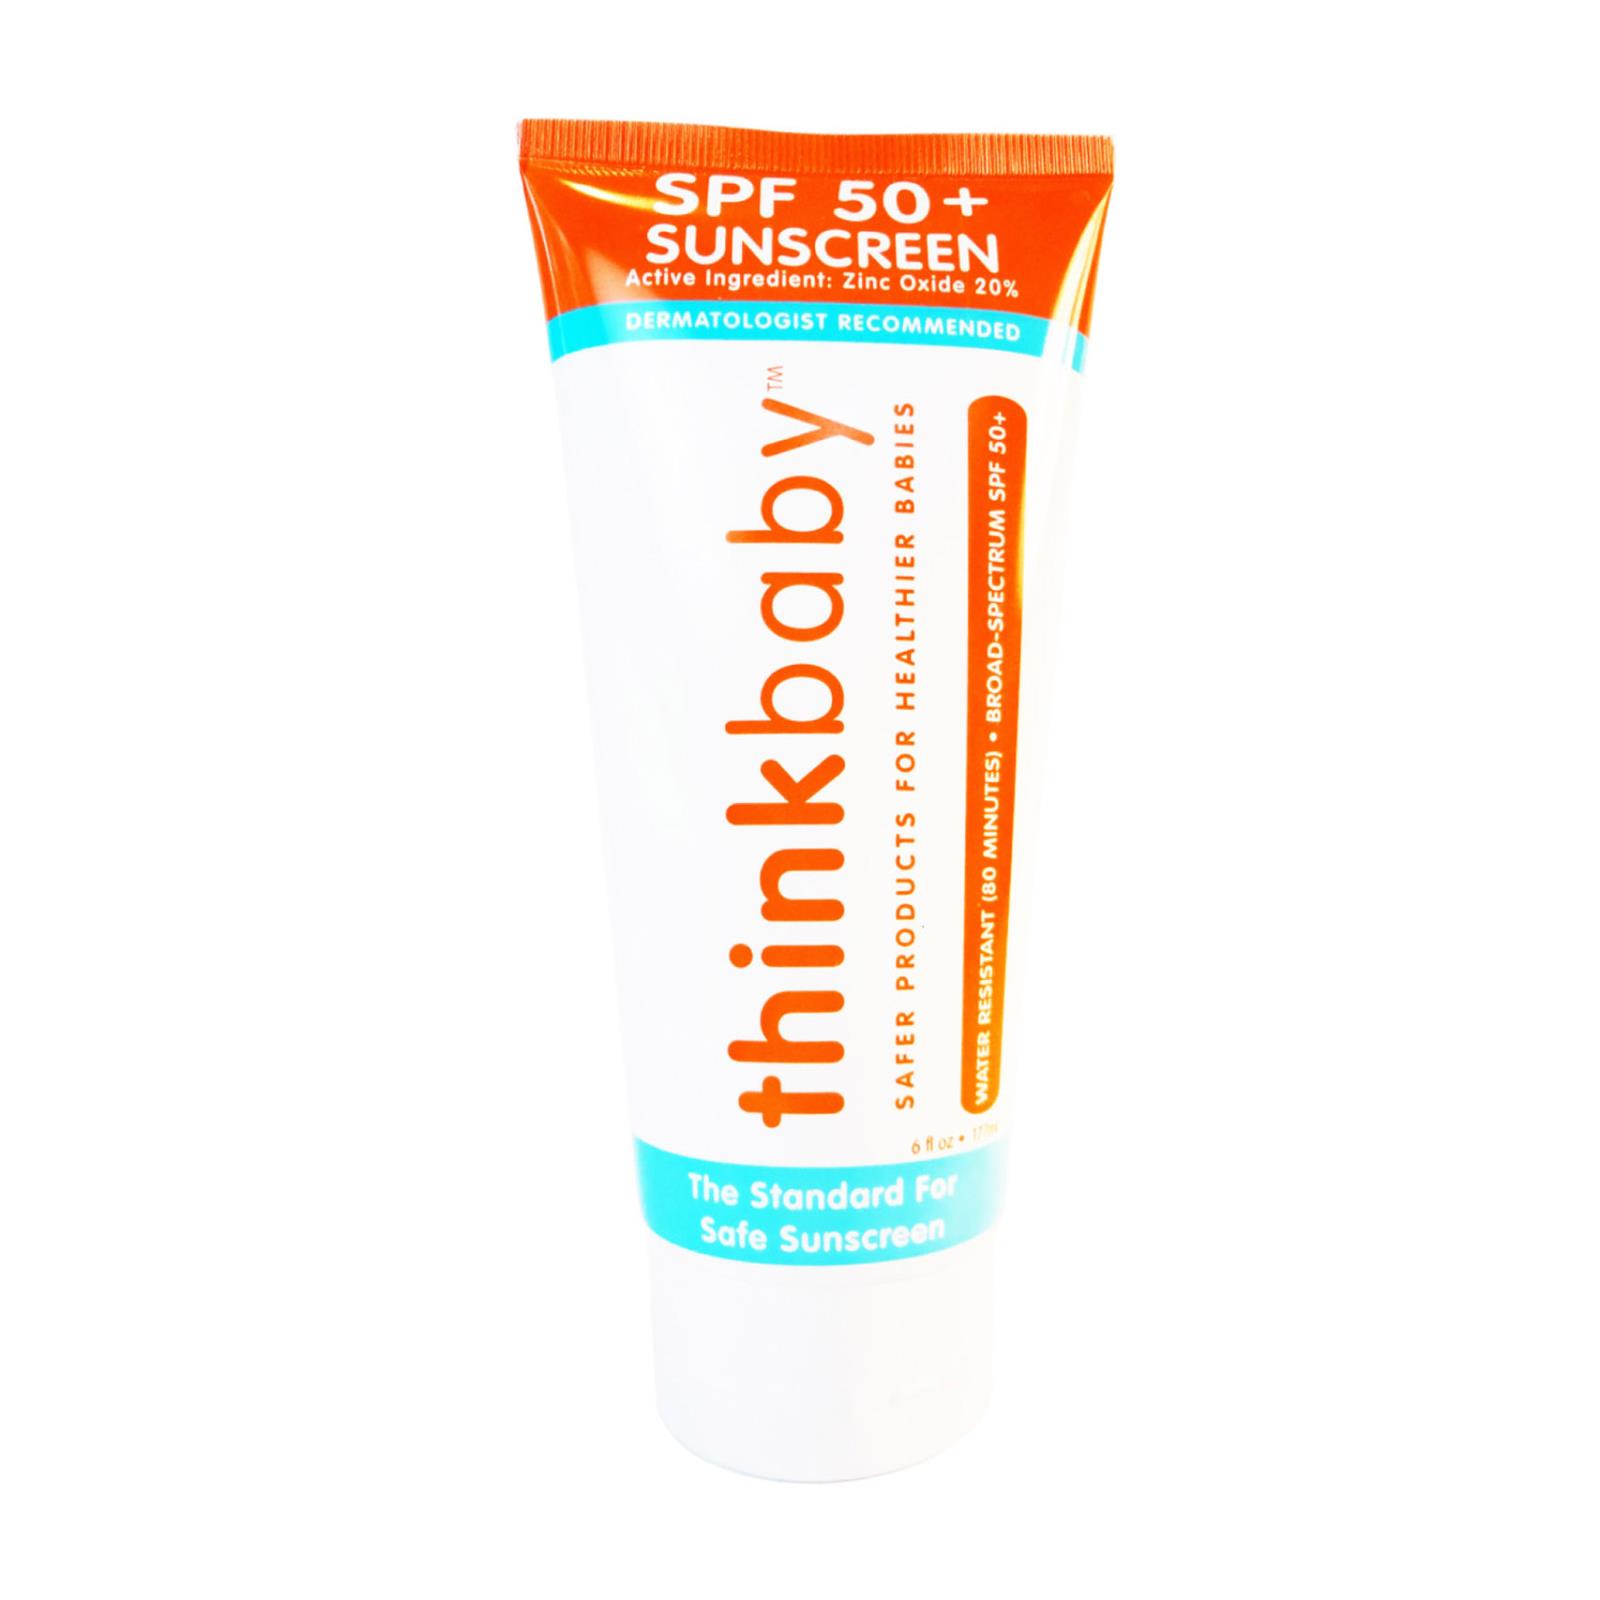 SPF 50+
SUNSCREEN
Active Ingredient: Zinc Oxide 20%
DERMATOLOGIST RECOMMENDED
thinkbaby™
SAFER PRODUCTS FOR HEALTHIER BABIES
WATER RESISTANT (80 MINUTES) • BROAD-SPECTRUM SPF 50+
6 fl oz • 177ml
The Standard For
Safe Sunscreen